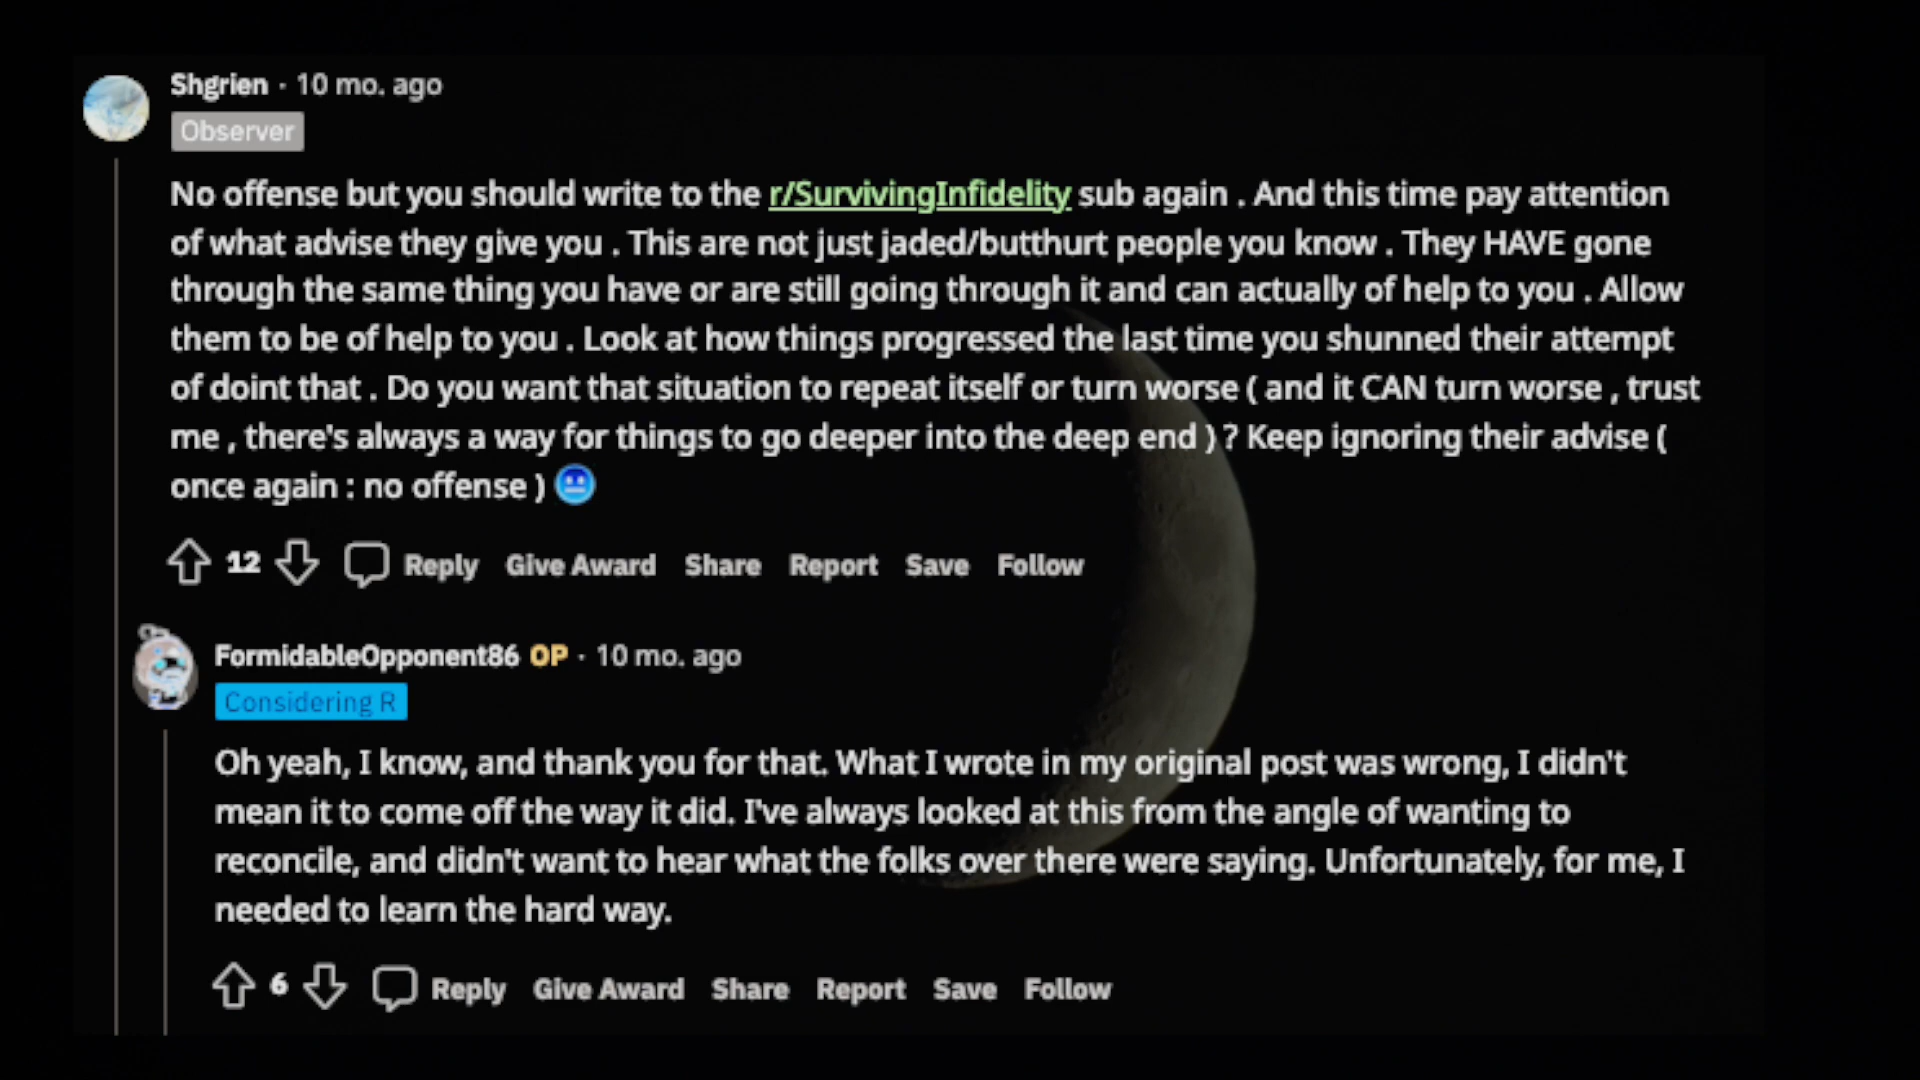 Shgrien · 10 mo. ago
Observer
No offense but you should write to the r/SurvivingInfidelity sub again . And this time pay attention
of what advise they give you . This are not just jaded/butthurt people you know . They HAVE gone
through the same thing you have or are still going through it and can actually of help to you . Allow
them to be of help to you . Look at how things progressed the last time you shunned their attempt
of doint that . Do you want that situation to repeat itself or turn worse ( and it CAN turn worse , trust
me , there's always a way for things to go deeper into the deep end ) ? Keep ignoring their advise (
once again : no offense )
12 Reply Give Award Share Report Save Follow
FormidableOpponent86 OP · 10 mo. ago
Considering R
Oh yeah, I know, and thank you for that. What I wrote in my original post was wrong, I didn't
mean it to come off the way it did. I've always looked at this from the angle of wanting to
reconcile, and didn't want to hear what the folks over there were saying. Unfortunately, for me, I
needed to learn the hard way.
6 Reply Give Award Share Report Save Follow